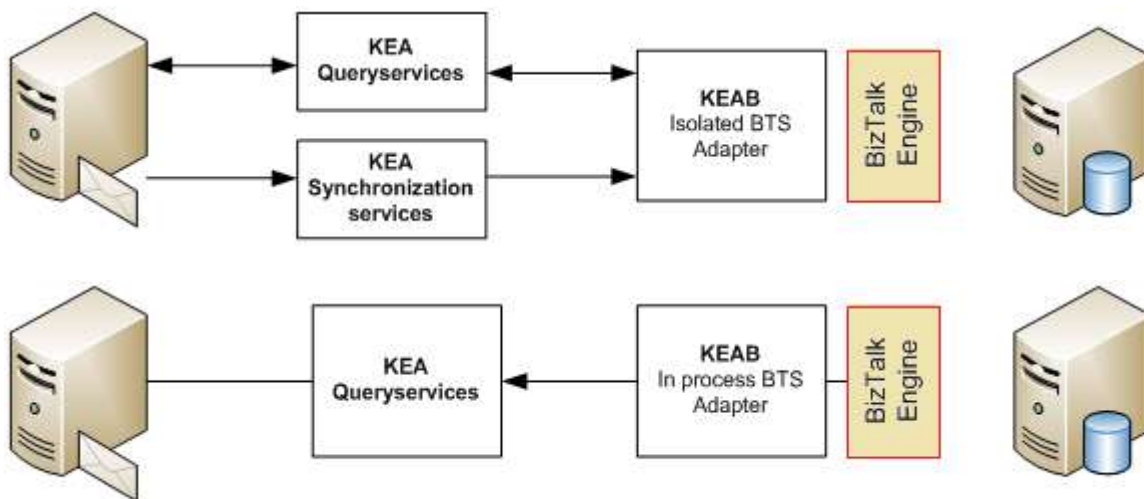 KEA
Queryservices
KEAB
Isolated BTS
Adapter
BizTalk
Engine
KEA
Synchronization
services
KEA
Queryservices
KEAB
In process BTS
Adapter
BizTalk
Engine